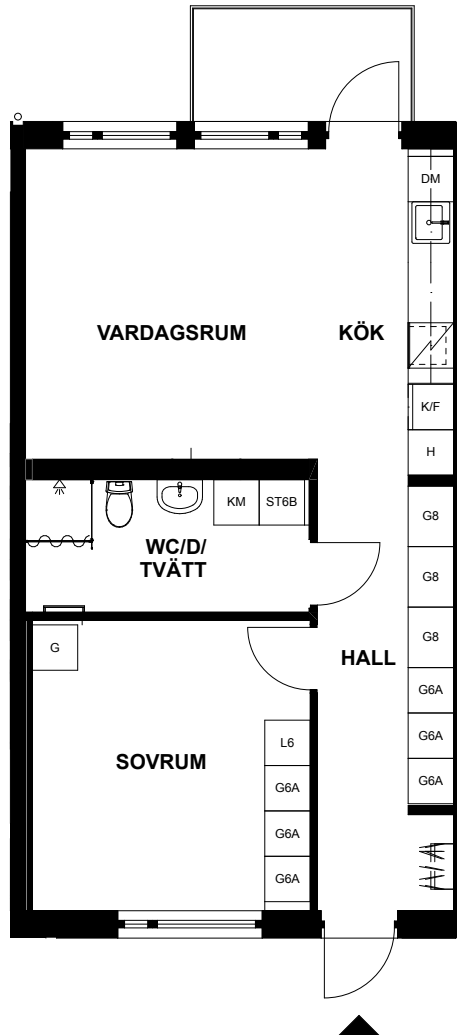 DM
VARDAGSRUM
KÖK
K/F
H
KM
ST6B
G8
WC/D/
TVÄTT
G8
G8
G
HALL
G6A
L6
G6A
SOVRUM
G6A
G6A
G6A
G6A